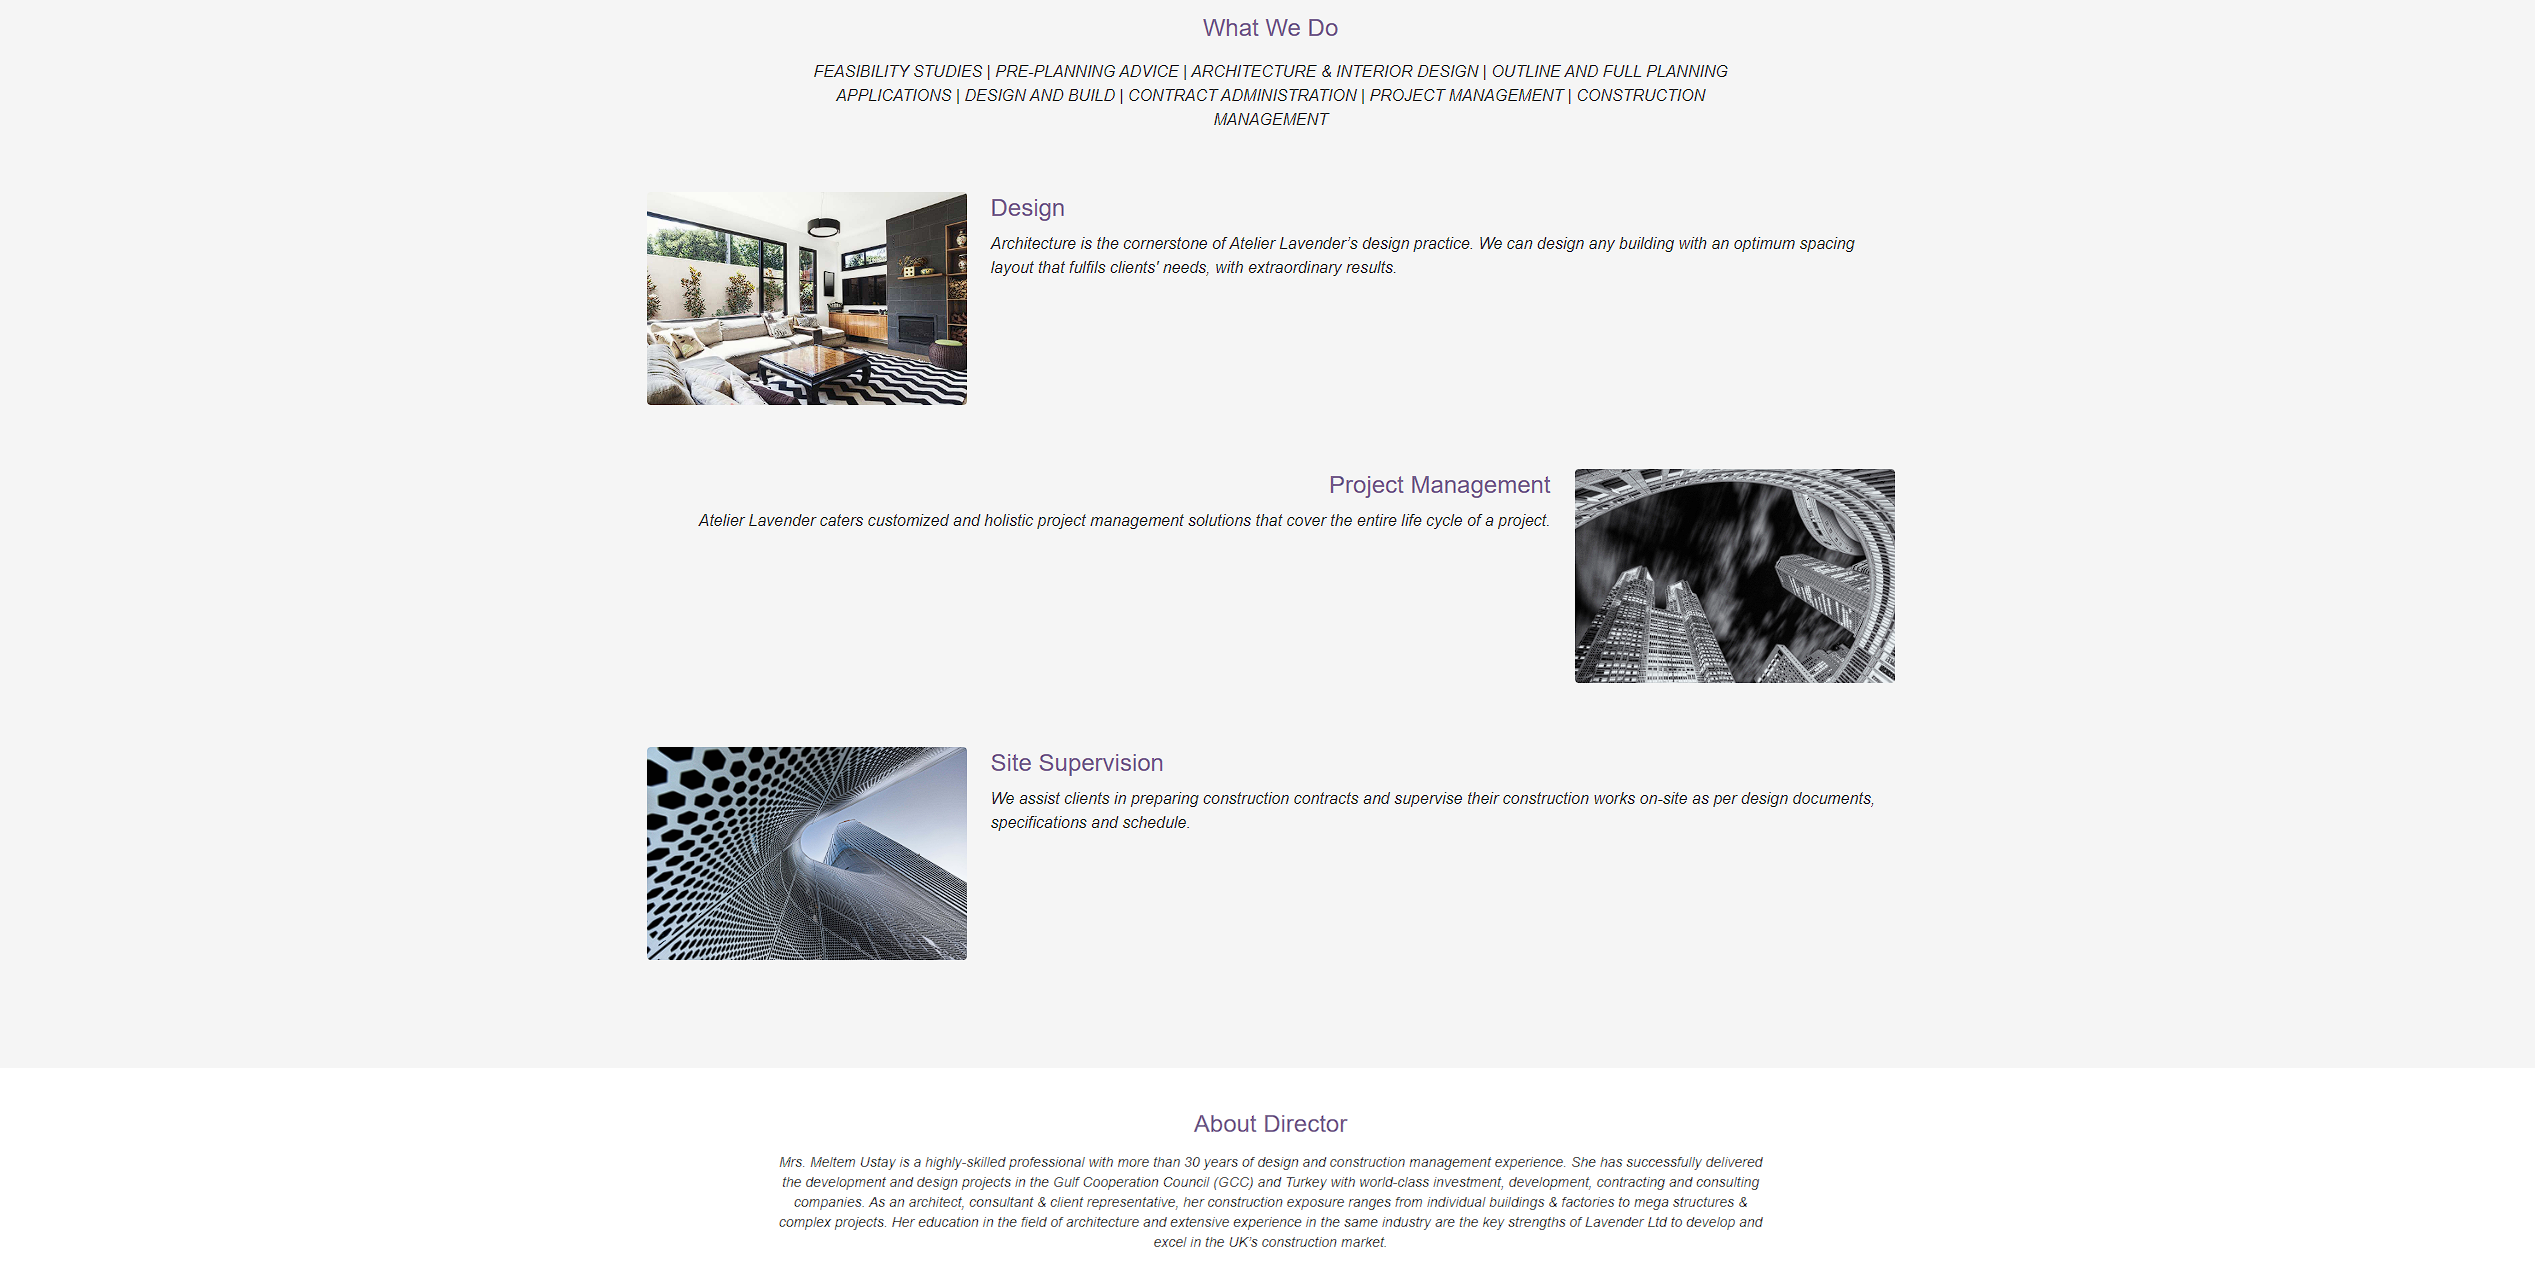 What We Do
FEASIBILITY STUDIES | PRE-PLANNING ADVICE | ARCHITECTURE & INTERIOR DESIGN | OUTLINE AND FULL PLANNING
APPLICATIONS | DESIGN AND BUILD | CONTRACT ADMINISTRATION | PROJECT MANAGEMENT | CONSTRUCTION
MANAGEMENT
Design
Architecture is the cornerstone of Atelier Lavender’s design practice. We can design any building with an optimum spacing
layout that fulfils clients' needs, with extraordinary results.
Project Management
Atelier Lavender caters customized and holistic project management solutions that cover the entire life cycle of a project.
Site Supervision
We assist clients in preparing construction contracts and supervise their construction works on-site as per design documents,
specifications and schedule.
About Director
Mrs. Meltem Ustay is a highly-skilled professional with more than 30 years of design and construction management experience. She has successfully delivered
the development and design projects in the Gulf Cooperation Council (GCC) and Turkey with world-class investment, development, contracting and consulting
companies. As an architect, consultant & client representative, her construction exposure ranges from individual buildings & factories to mega structures &
complex projects. Her education in the field of architecture and extensive experience in the same industry are the key strengths of Lavender Ltd to develop and
excel in the UK’s construction market.